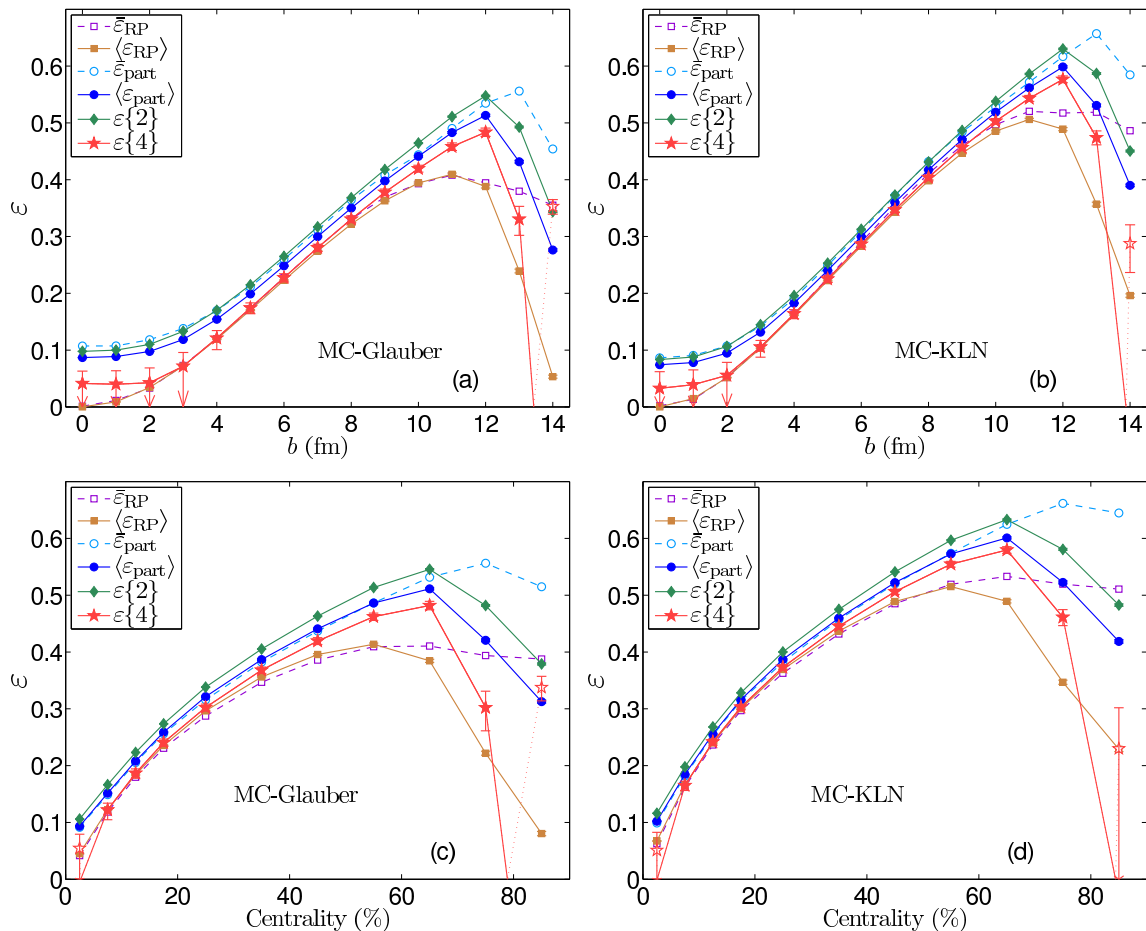 ε̄_RP
⟨ε_RP⟩
ε̄_part
⟨ε_part⟩
ε{2}
ε{4}
0.6
0.5
0.4
0.3
0.2
0.1
0
ε
MC-Glauber
(a)
0 2 4 6 8 10 12 14
b (fm)
ε̄_RP
⟨ε_RP⟩
ε̄_part
⟨ε_part⟩
ε{2}
ε{4}
0.6
0.5
0.4
0.3
0.2
0.1
0
ε
MC-KLN
(b)
0 2 4 6 8 10 12 14
b (fm)
ε̄_RP
⟨ε_RP⟩
ε̄_part
⟨ε_part⟩
ε{2}
ε{4}
0.6
0.5
0.4
0.3
0.2
0.1
0
ε
MC-Glauber
(c)
0 20 40 60 80
Centrality (%)
ε̄_RP
⟨ε_RP⟩
ε̄_part
⟨ε_part⟩
ε{2}
ε{4}
0.6
0.5
0.4
0.3
0.2
0.1
0
ε
MC-KLN
(d)
0 20 40 60 80
Centrality (%)